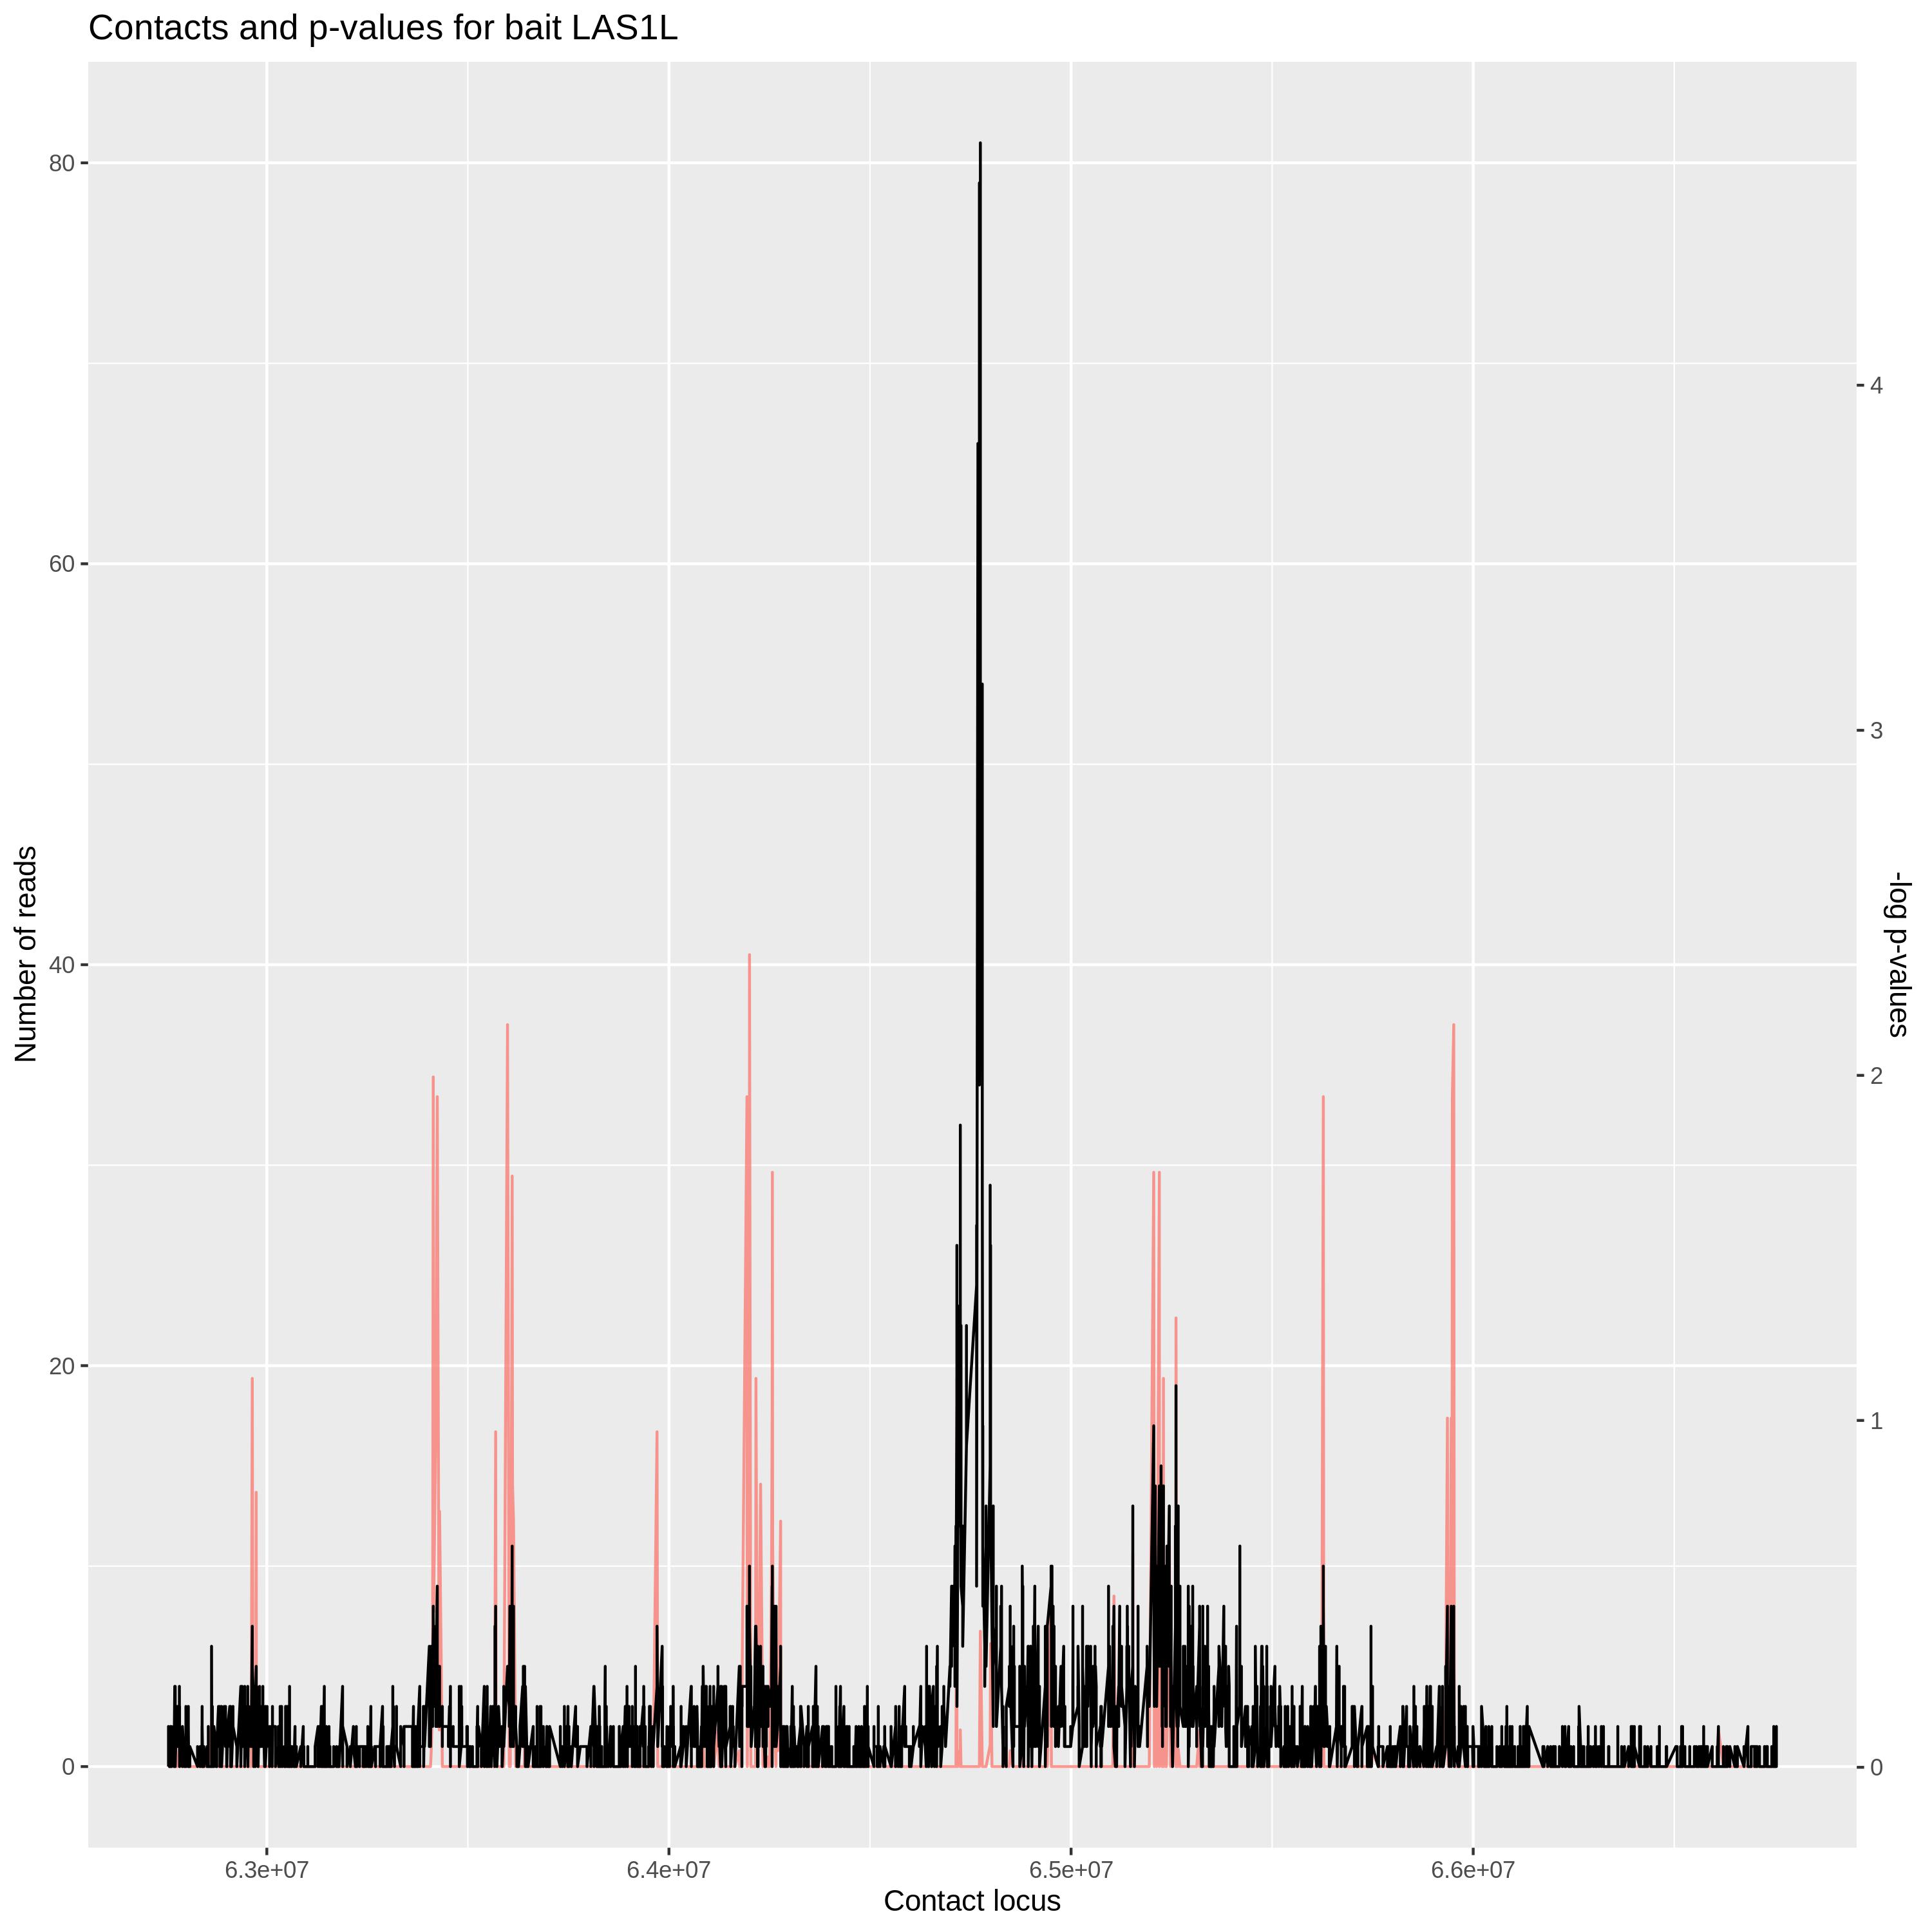 Contacts and p-values for bait LAS1L
80
60
40
20
0
Number of reads
4
3
2
1
0
-log p-values
6.3e+07
6.4e+07
6.5e+07
6.6e+07
Contact locus